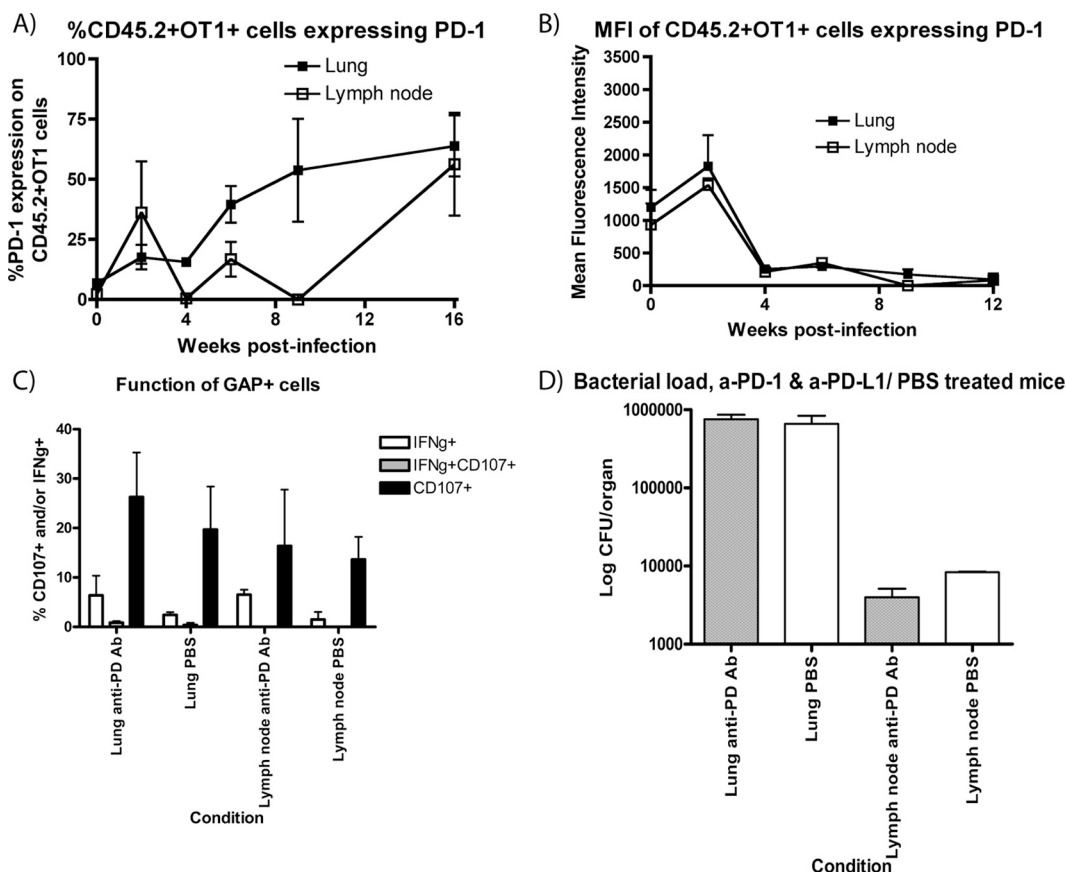 A)
%CD45.2+OT1+ cells expressing PD-1
%PD-1 expression on
CD45.2+OT1 cells
100
75
50
25
0
Lung
Lymph node
0
4
8
12
16
Weeks post-infection
B)
MFI of CD45.2+OT1+ cells expressing PD-1
Mean Fluorescence Intensity
3500
3000
2500
2000
1500
1000
500
0
Lung
Lymph node
0
4
8
12
Weeks post-infection
C)
Function of GAP+ cells
% CD107+ and/or IFNg+
40
30
20
10
0
IFNg+
IFNg+CD107+
CD107+
Lung anti-PD Ab
Lung PBS
Lymph node anti-PD Ab
Lymph node PBS
Condition
D) Bacterial load, a-PD-1 & a-PD-L1/ PBS treated mice
Log CFU/organ
1000000
100000
10000
1000
Lung anti-PD Ab
Lung PBS
Lymph node anti-PD Ab
Lymph node PBS
Condition